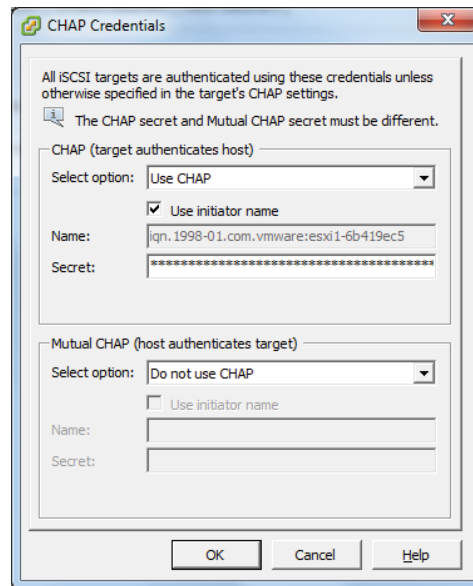 CHAP Credentials
All iSCSI targets are authenticated using these credentials unless
otherwise specified in the target's CHAP settings.
The CHAP secret and Mutual CHAP secret must be different.
CHAP (target authenticates host)
Select option: Use CHAP
Use initiator name
Name: iqn.1998-01.com.vmware:esxi1-6b419ec5
Secret: **************************************
Mutual CHAP (host authenticates target)
Select option: Do not use CHAP
Use initiator name
Name:
Secret:
OK Cancel Help